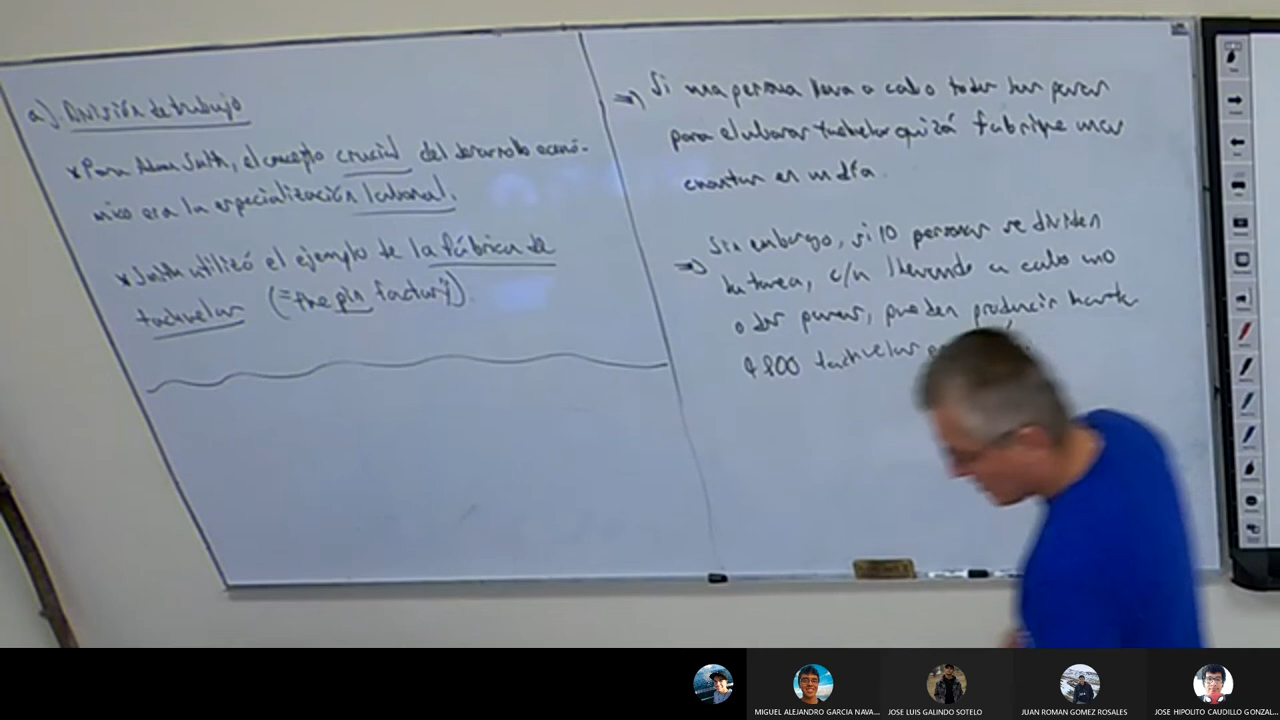 a). División de trabajo
* Para Adam Smith, el concepto crucial del desarrollo econó-
mico era la especialización laboral.
* Smith utilizó el ejemplo de la fábrica de
tachuelas (= the pin factory).
=> Si una persona lleva a cabo todos los pasos
para elaborar tachuelas quizá fabrique unas
cuantas en un día.
=> Sin embargo, si 10 personas se dividen
la tarea, c/u llevando a cabo uno
o dos pasos, pueden producir hasta
4800 tachuelas
MIGUEL ALEJANDRO GARCIA NAVA...
JOSE LUIS GALINDO SOTELO
JUAN ROMAN GOMEZ ROSALES
JOSE HIPOLITO CAUDILLO GONZAL...